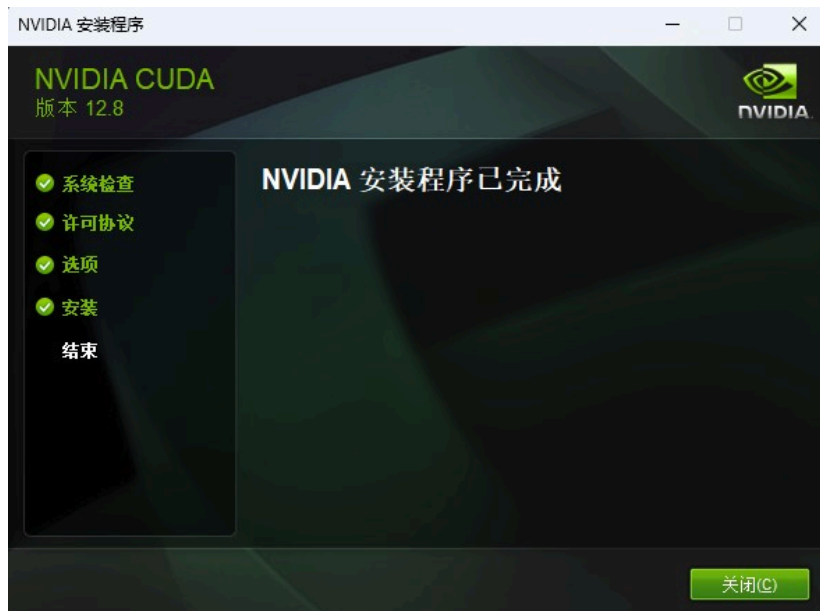 NVIDIA 安装程序
NVIDIA CUDA
版本 12.8
NVIDIA.
系统检查
许可协议
选项
安装
结束
NVIDIA 安装程序已完成
关闭(C)